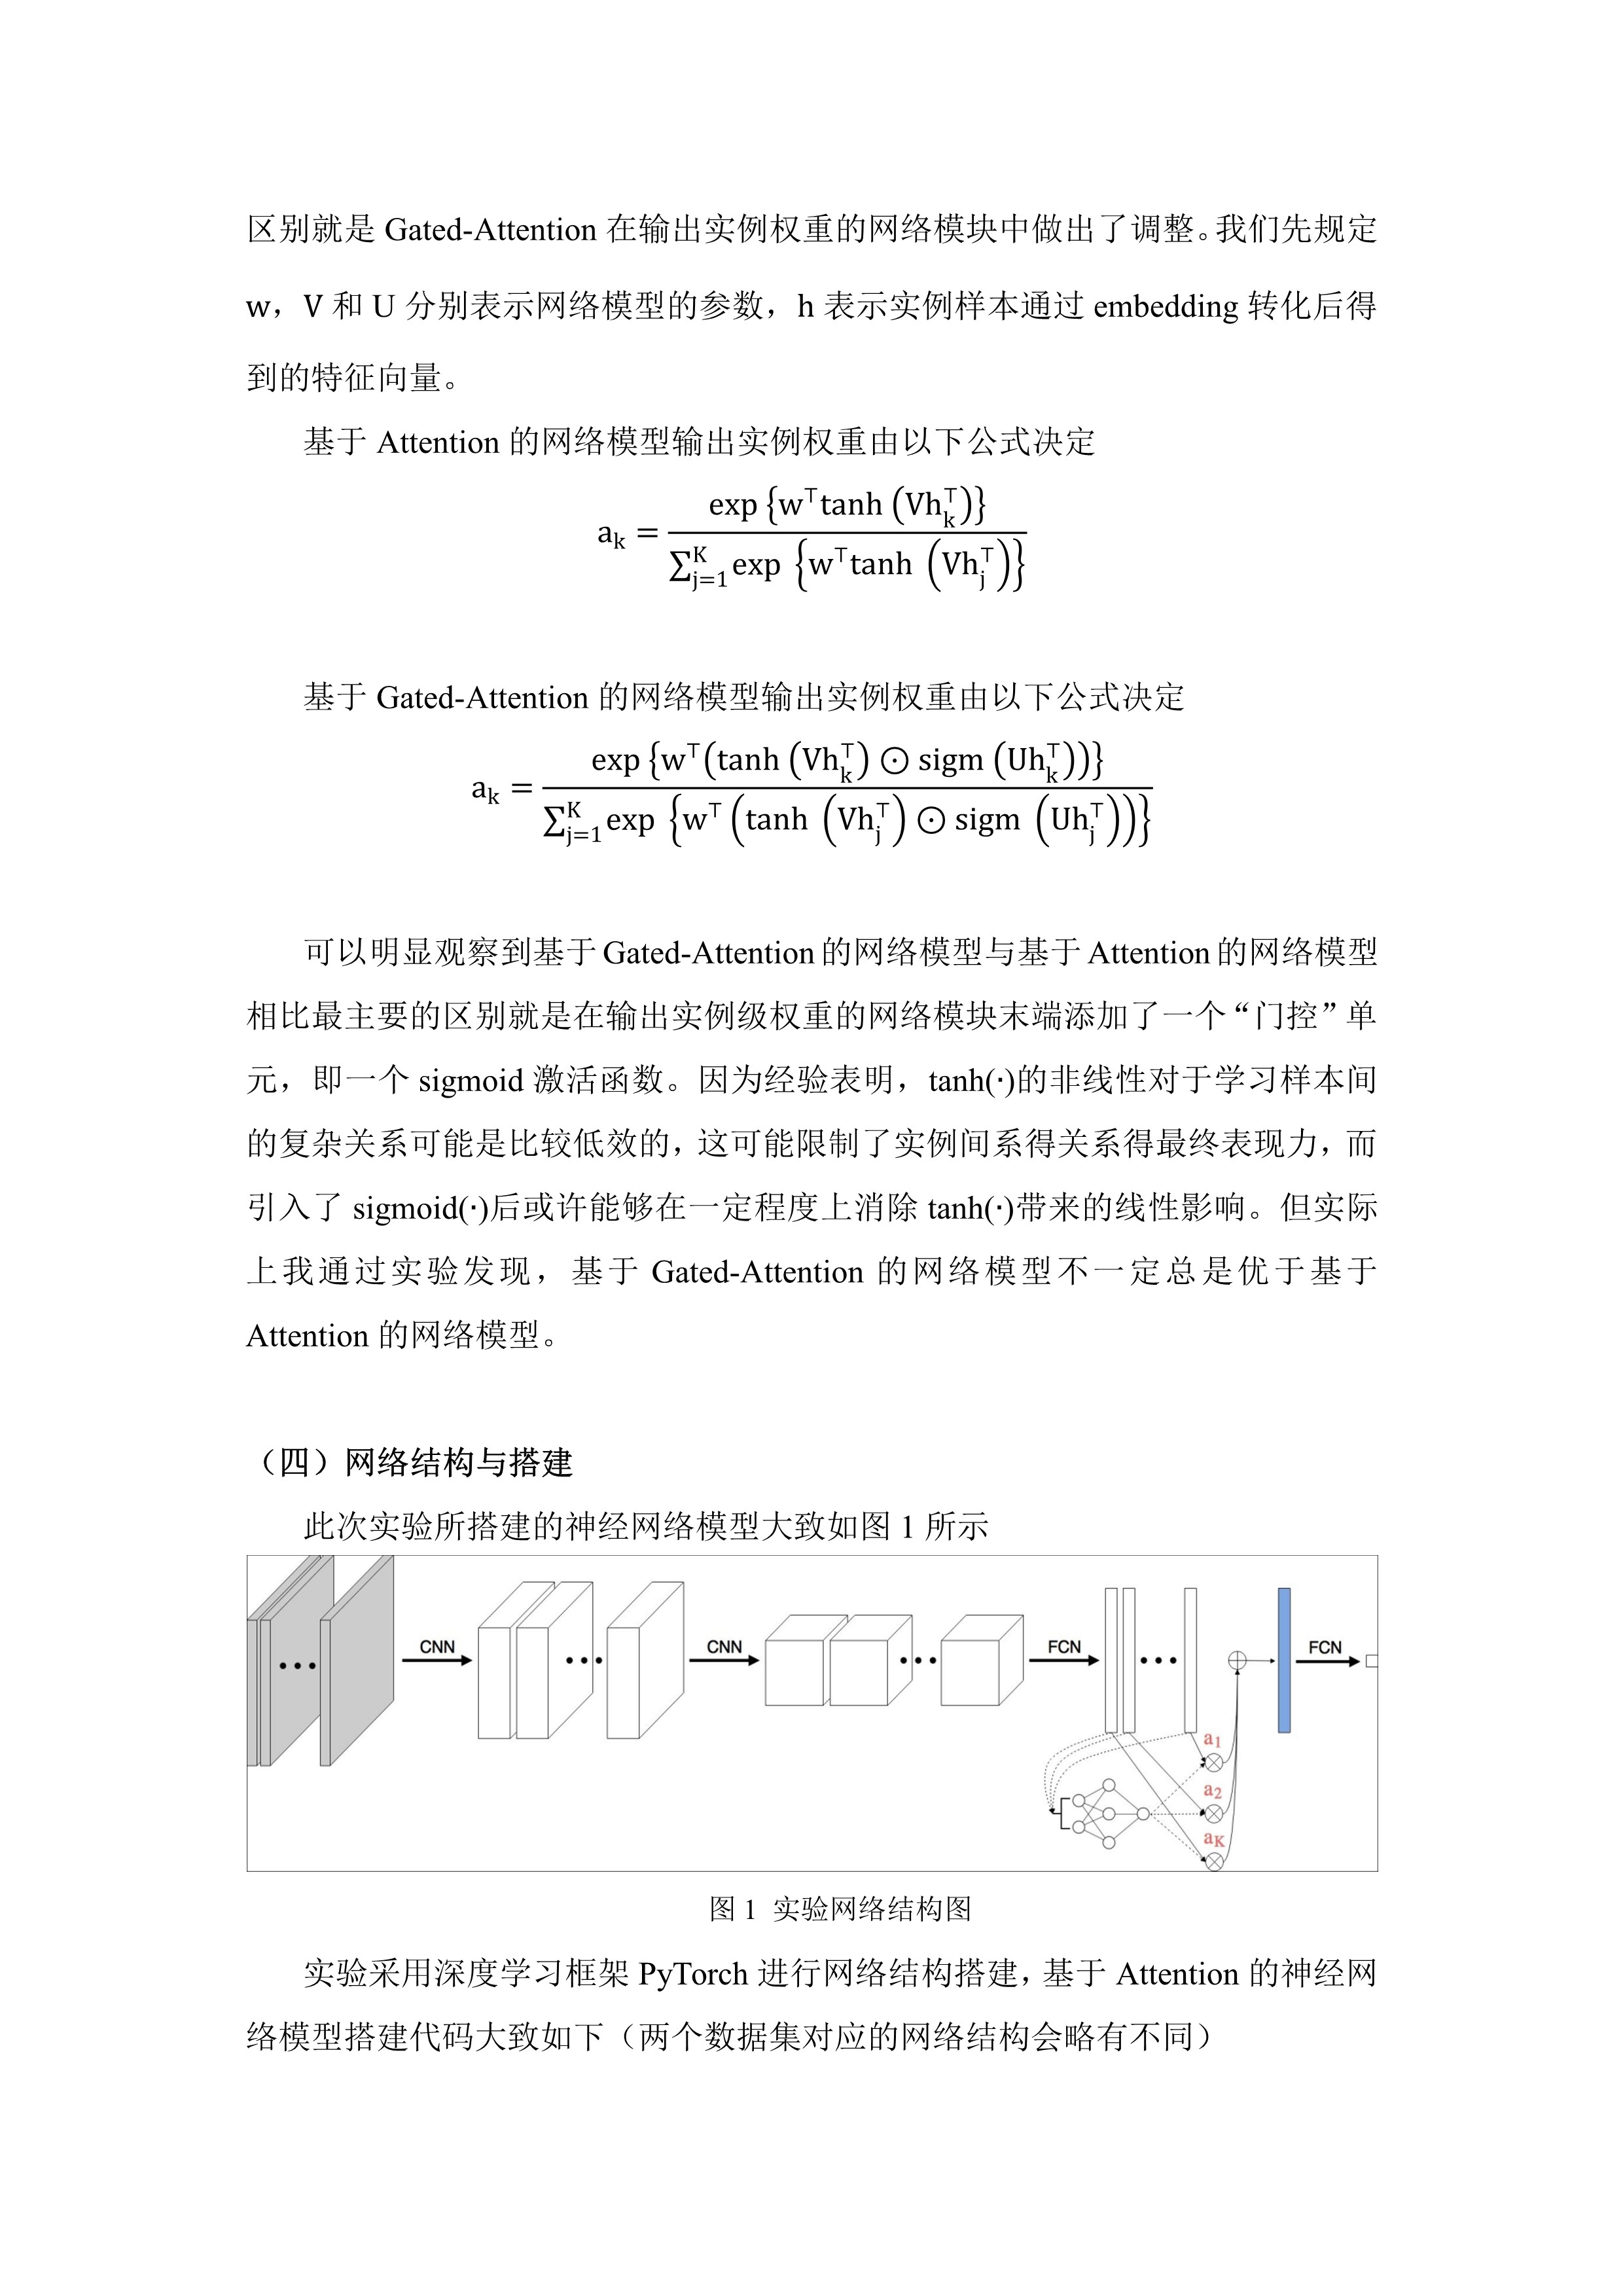 区别就是 Gated-Attention 在输出实例权重的网络模块中做出了调整。我们先规定
w，V 和 U 分别表示网络模型的参数，h 表示实例样本通过 embedding 转化后得
到的特征向量。
基于 Attention 的网络模型输出实例权重由以下公式决定
a_k = exp {w^⊤tanh (Vh_k^⊤)} / ∑_{j=1}^K exp {w^⊤tanh (Vh_j^⊤)}
基于 Gated-Attention 的网络模型输出实例权重由以下公式决定
a_k = exp {w^⊤(tanh (Vh_k^⊤) ⊙ sigm (Uh_k^⊤))} / ∑_{j=1}^K exp {w^⊤ (tanh (Vh_j^⊤) ⊙ sigm (Uh_j^⊤))}
可以明显观察到基于 Gated-Attention 的网络模型与基于 Attention 的网络模型
相比最主要的区别就是在输出实例级权重的网络模块末端添加了一个“门控”单
元，即一个 sigmoid 激活函数。因为经验表明，tanh(·)的非线性对于学习样本间
的复杂关系可能是比较低效的，这可能限制了实例间系得关系得最终表现力，而
引入了 sigmoid(·)后或许能够在一定程度上消除 tanh(·)带来的线性影响。但实际
上我通过实验发现，基于 Gated-Attention 的网络模型不一定总是优于基于
Attention 的网络模型。
（四）网络结构与搭建
此次实验所搭建的神经网络模型大致如图 1 所示
CNN
CNN
FCN
FCN
a1
a2
aK
图 1 实验网络结构图
实验采用深度学习框架 PyTorch 进行网络结构搭建，基于 Attention 的神经网
络模型搭建代码大致如下（两个数据集对应的网络结构会略有不同）